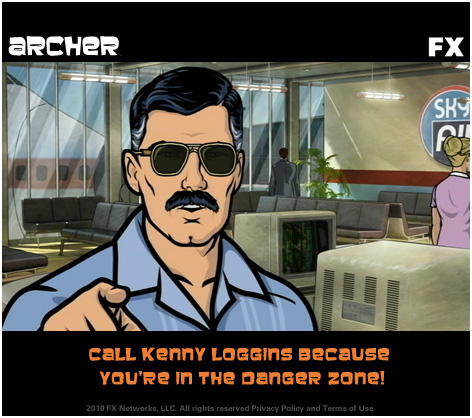 ARCHER
FX
SKY
CALL KENNY LOGGINS BECAUSE
YOU'RE IN THE DANGER ZONE!
2010 FX Networks, LLC. All rights reserved Privacy Policy and Terms of Use